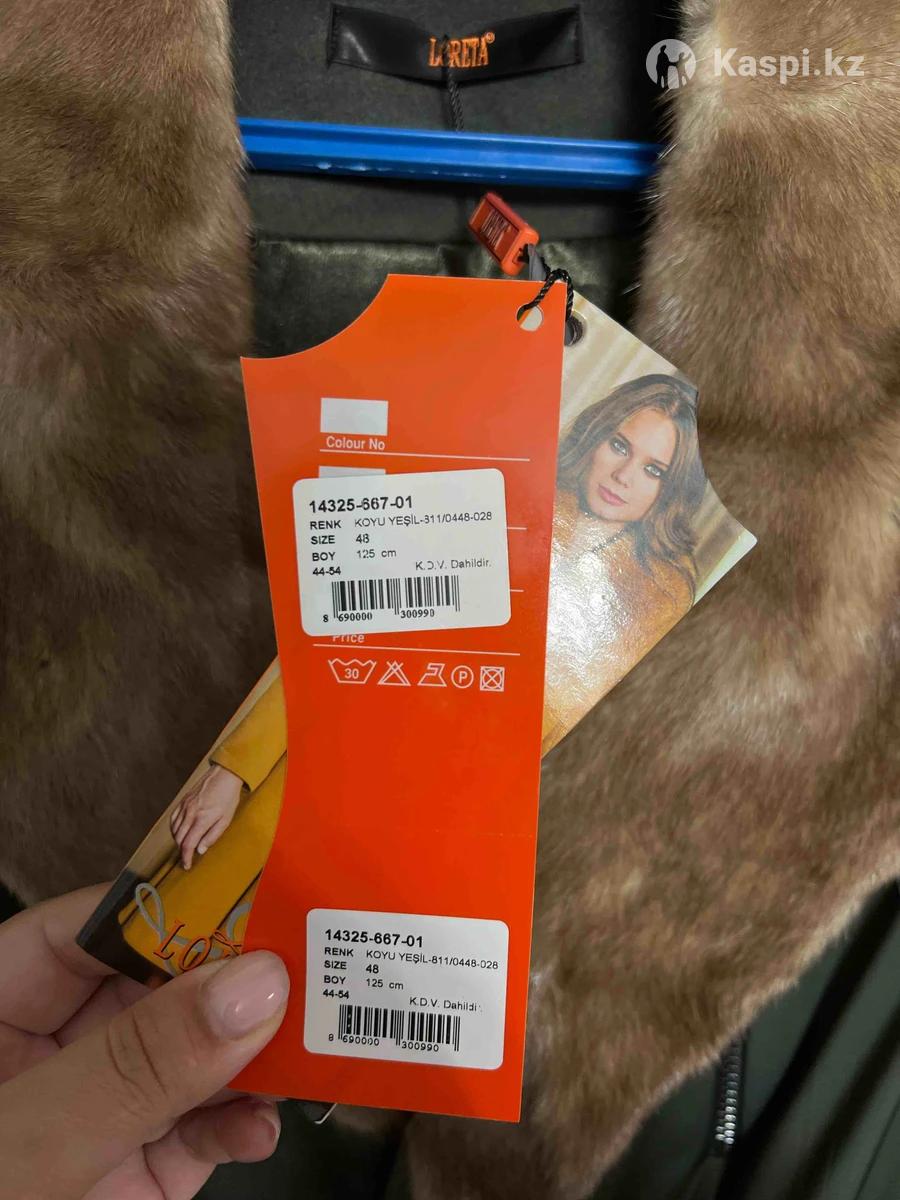 LORETA®
Kaspi.kz
Colour No
14325-667-01
RENK KOYU YEŞİL-811/0448-028
SIZE 48
BOY 125 cm
44-54 K.D.V. Dahildir.
8 690000 300990
Price
30
P
14325-667-01
RENK KOYU YEŞİL-811/0448-028
SIZE 48
BOY 125 cm
44-54 K.D.V. Dahildir.
8 690000 300990